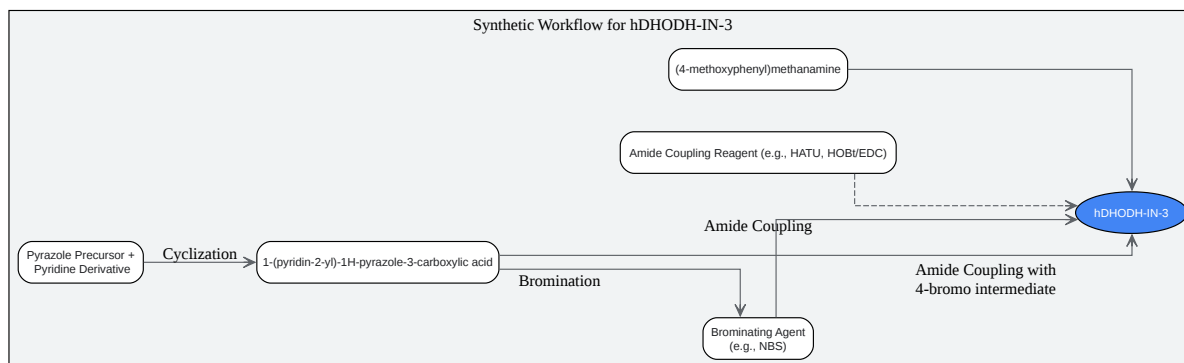 Synthetic Workflow for hDHODH-IN-3
(4-methoxyphenyl)methanamine
Amide Coupling Reagent (e.g., HATU, HOBt/EDC)
hDHODH-IN-3
Amide Coupling
Pyrazole Precursor +
Pyridine Derivative
Cyclization
1-(pyridin-2-yl)-1H-pyrazole-3-carboxylic acid
Bromination
Amide Coupling with
4-bromo intermediate
Brominating Agent
(e.g., NBS)